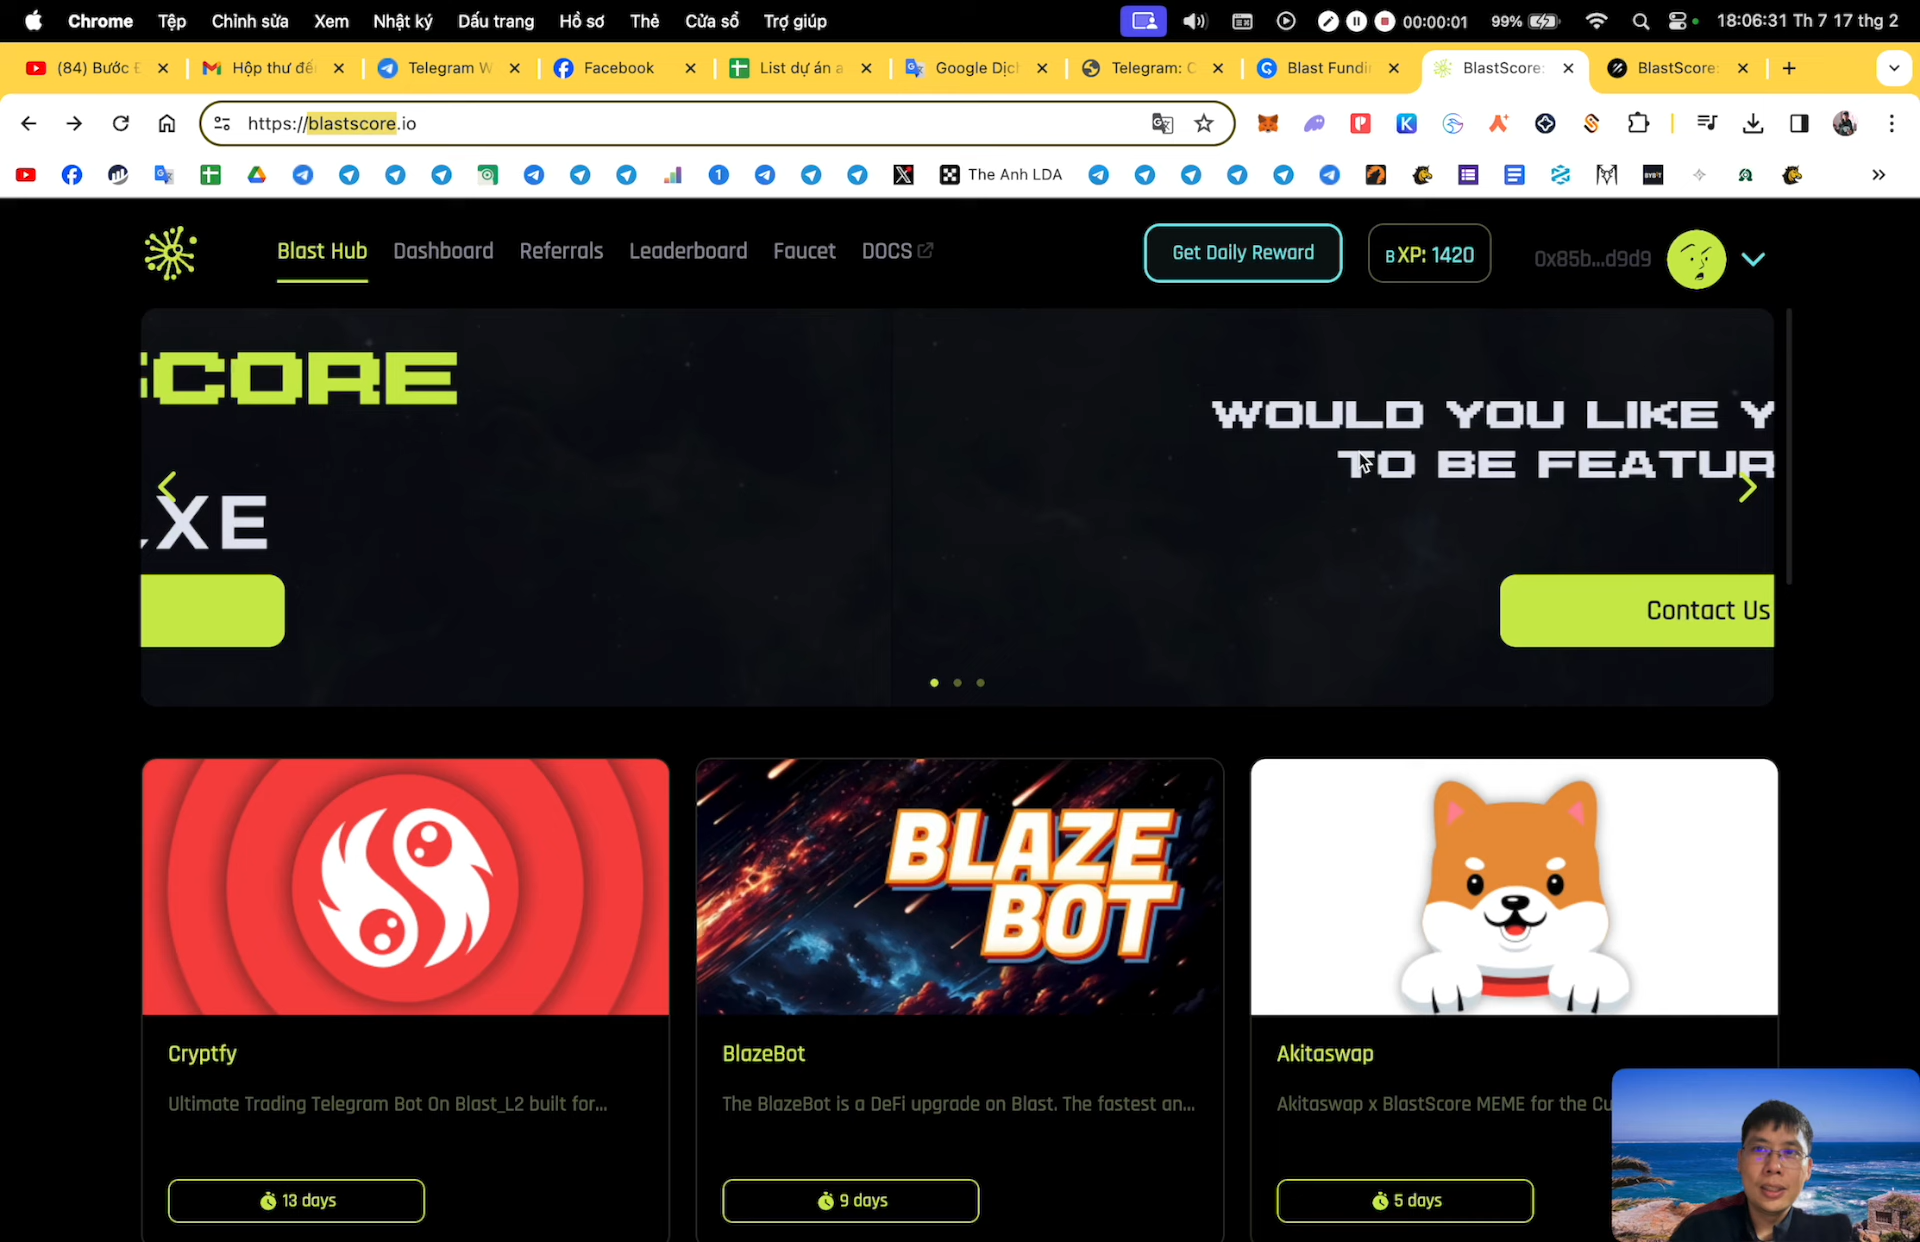 Chrome Tệp Chỉnh sửa Xem Nhật ký Dấu trang Hồ sơ Thẻ Cửa sổ Trợ giúp 00:00:01 99% 18:06:31 Th 7 17 thg 2
(84) Bước Hộp thư đế Telegram W Facebook List dự án a Google Dịc Telegram: C Blast Fundi BlastScore: BlastScore:
https://blastscore.io
The Anh LDA
Blast Hub Dashboard Referrals Leaderboard Faucet DOCS Get Daily Reward BXP: 1420 0x85b...d9d9
SCORE
WOULD YOU LIKE Y
TO BE FEATUR
XE
Contact Us
BLAZE
BOT
Cryptfy
Ultimate Trading Telegram Bot On Blast_L2 built for...
13 days
BlazeBot
The BlazeBot is a DeFi upgrade on Blast. The fastest an...
9 days
Akitaswap
Akitaswap x BlastScore MEME for the Cu
5 days